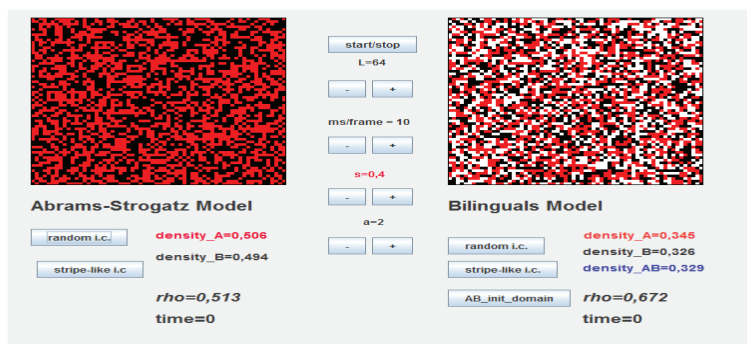 start/stop
L=64
- +
ms/frame = 10
- +
s=0,4
- +
a=2
- +
Abrams-Strogatz Model
random i.c.
density_A=0,506
density_B=0,494
stripe-like i.c
rho=0,513
time=0
Bilinguals Model
density_A=0,345
random i.c.
density_B=0,326
stripe-like i.c.
density_AB=0,329
AB_init_domain
rho=0,672
time=0